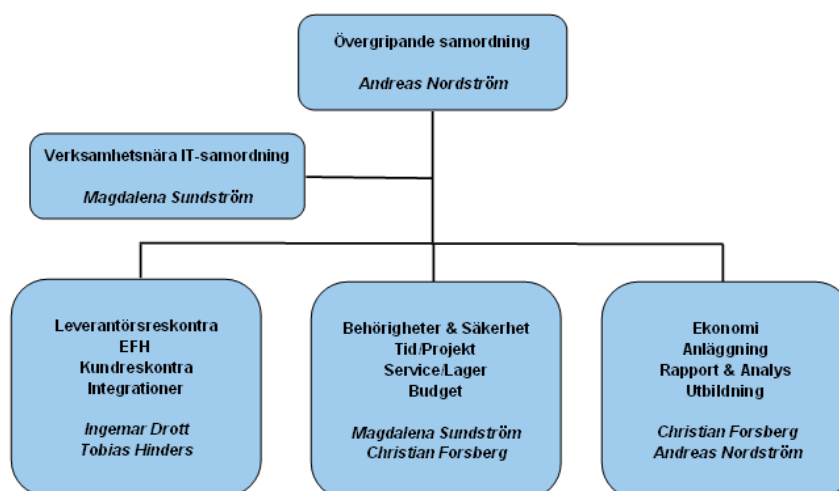 Övergripande samordning
Andreas Nordström
Verksamhetsnära IT-samordning
Magdalena Sundström
Leverantörsreskontra
EFH
Kundreskontra
Integrationer
Ingemar Drott
Tobias Hinders
Behörigheter & Säkerhet
Tid/Projekt
Service/Lager
Budget
Magdalena Sundström
Christian Forsberg
Ekonomi
Anläggning
Rapport & Analys
Utbildning
Christian Forsberg
Andreas Nordström